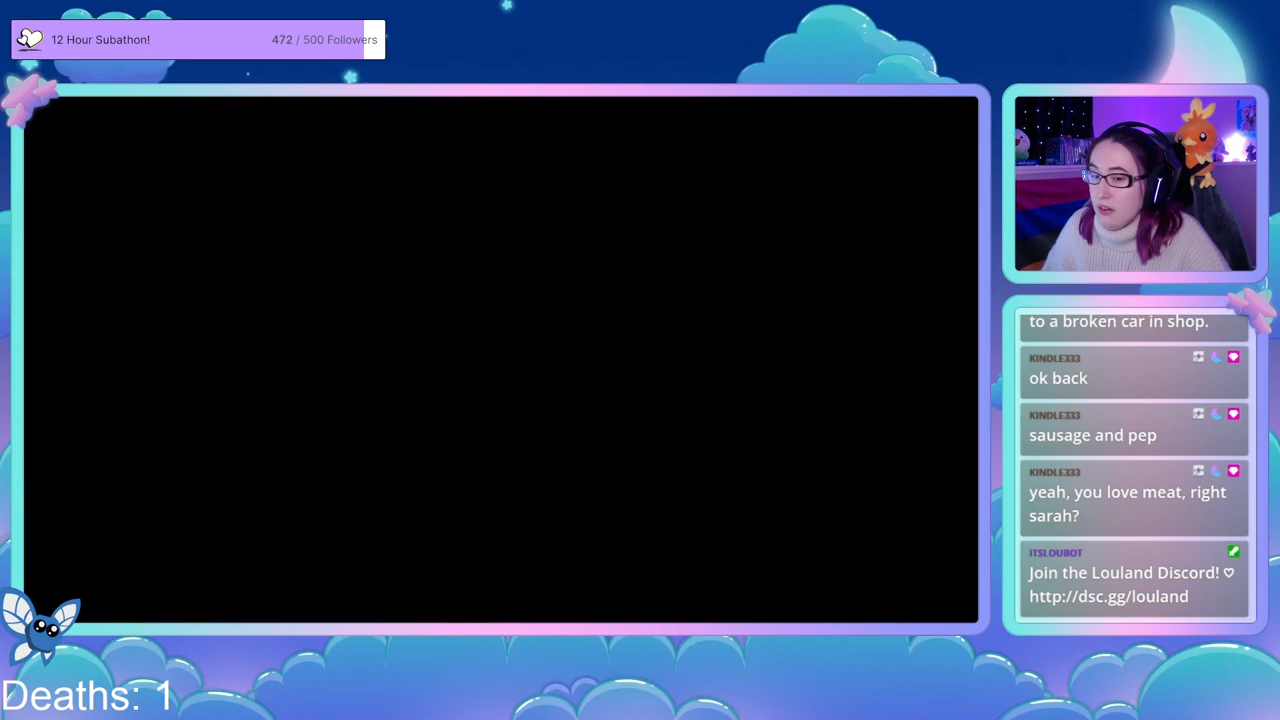 12 Hour Subathon!
472 / 500 Followers
to a broken car in shop.
KINDLE333
ok back
KINDLE333
sausage and pep
KINDLE333
yeah, you love meat, right
sarah?
ITSLOUBOT
Join the Louland Discord! ♡
http://dsc.gg/louland
Deaths: 1